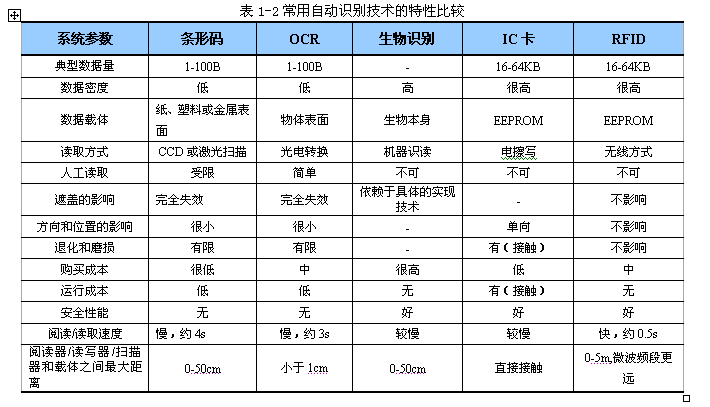 表 1-2 常用自动识别技术的特性比较
系统参数 条形码 OCR 生物识别 IC 卡 RFID
典型数据量 1-100B 1-100B - 16-64KB 16-64KB
数据密度 低 低 高 很高 很高
数据载体 纸、塑料或金属表面 物体表面 生物本身 EEPROM EEPROM
读取方式 CCD 或激光扫描 光电转换 机器识读 电擦写 无线方式
人工读取 受限 简单 不可 不可 不可
遮盖的影响 完全失效 完全失效 依赖于具体的实现技术 - 不影响
方向和位置的影响 很小 很小 - 单向 不影响
退化和磨损 有限 有限 - 有（接触） 不影响
购买成本 很低 中 很高 低 中
运行成本 低 低 无 有（接触） 无
安全性能 无 无 好 好 好
阅读/读取速度 慢，约 4s 慢，约 3s 较慢 较慢 快，约 0.5s
阅读器/读写器/扫描器和载体之间最大距离 0-50cm 小于 1cm 0-50cm 直接接触 0-5m,微波频段更远